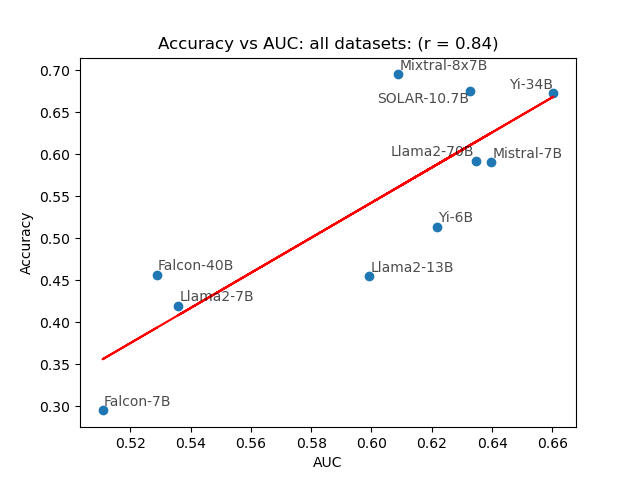 Accuracy vs AUC: all datasets: (r = 0.84)
Mixtral-8x7B
Yi-34B
SOLAR-10.7B
Llama2-70B
Mistral-7B
Yi-6B
Falcon-40B
Llama2-13B
Llama2-7B
Falcon-7B
0.70
0.65
0.60
0.55
0.50
0.45
0.40
0.35
0.30
Accuracy
0.52 0.54 0.56 0.58 0.60 0.62 0.64 0.66
AUC